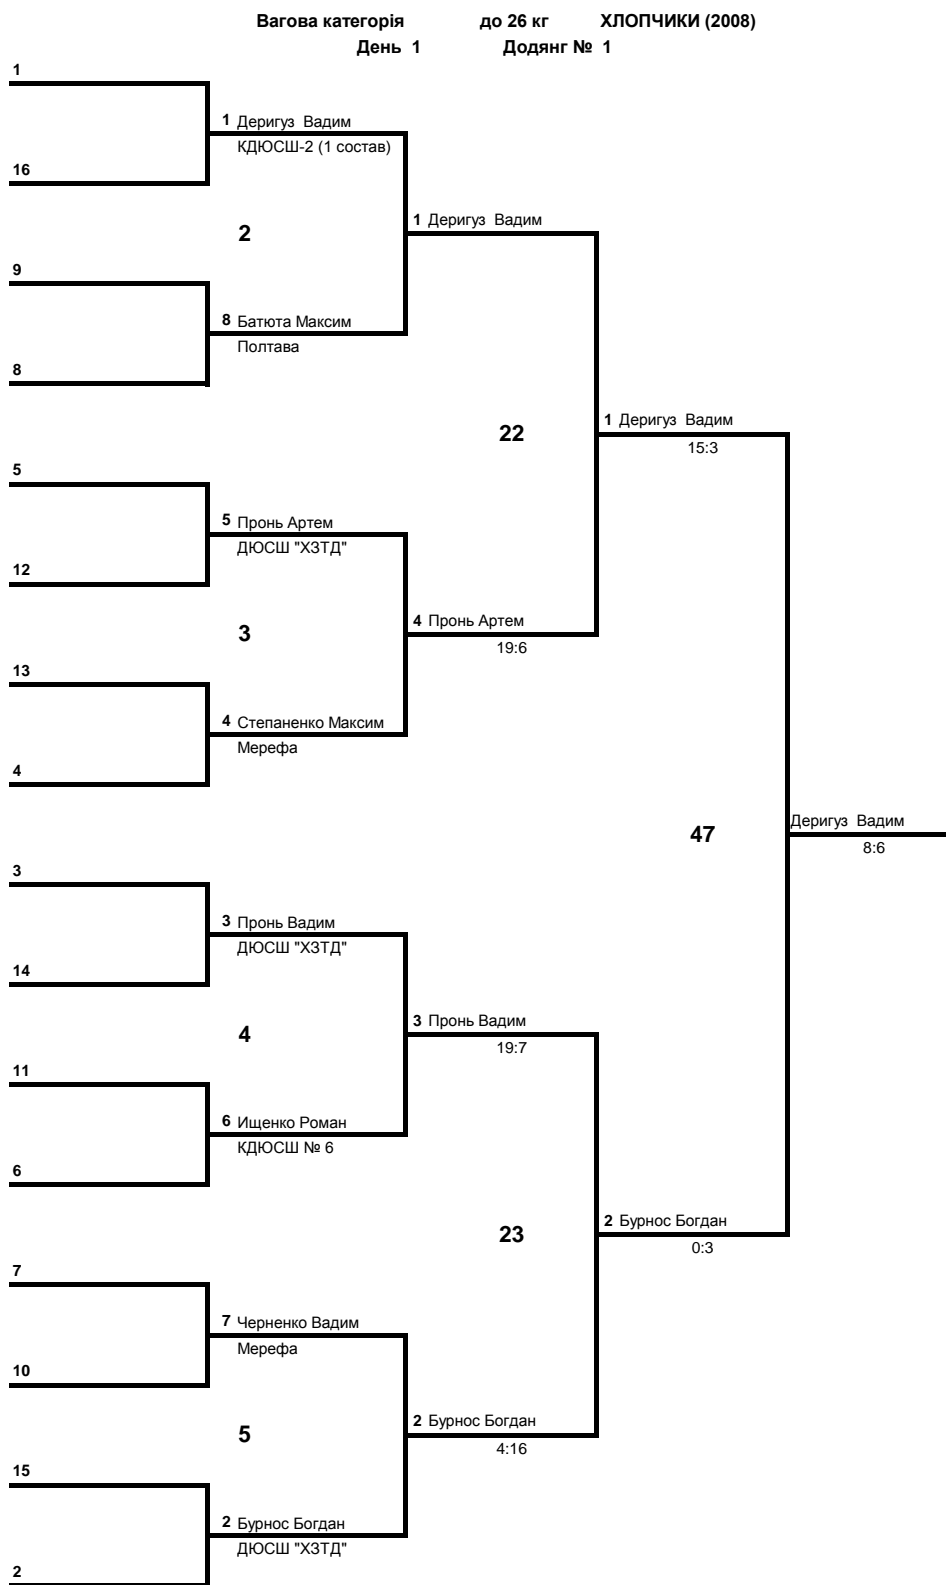 Вагова категорія до 26 кг ХЛОПЧИКИ (2008)
День 1 Додянг № 1
1
1 Деригуз Вадим
КДЮСШ-2 (1 состав)
16
1 Деригуз Вадим
2
9
8 Батюта Максим
Полтава
8
1 Деригуз Вадим
22
15:3
5
5 Пронь Артем
ДЮСШ "ХЗТД"
12
4 Пронь Артем
3
19:6
13
4 Степаненко Максим
Мерефа
4
Деригуз Вадим
47
8:6
3
3 Пронь Вадим
ДЮСШ "ХЗТД"
14
3 Пронь Вадим
4
19:7
11
6 Ищенко Роман
КДЮСШ № 6
6
2 Бурнос Богдан
23
0:3
7
7 Черненко Вадим
Мерефа
10
2 Бурнос Богдан
5
4:16
15
2 Бурнос Богдан
ДЮСШ "ХЗТД"
2